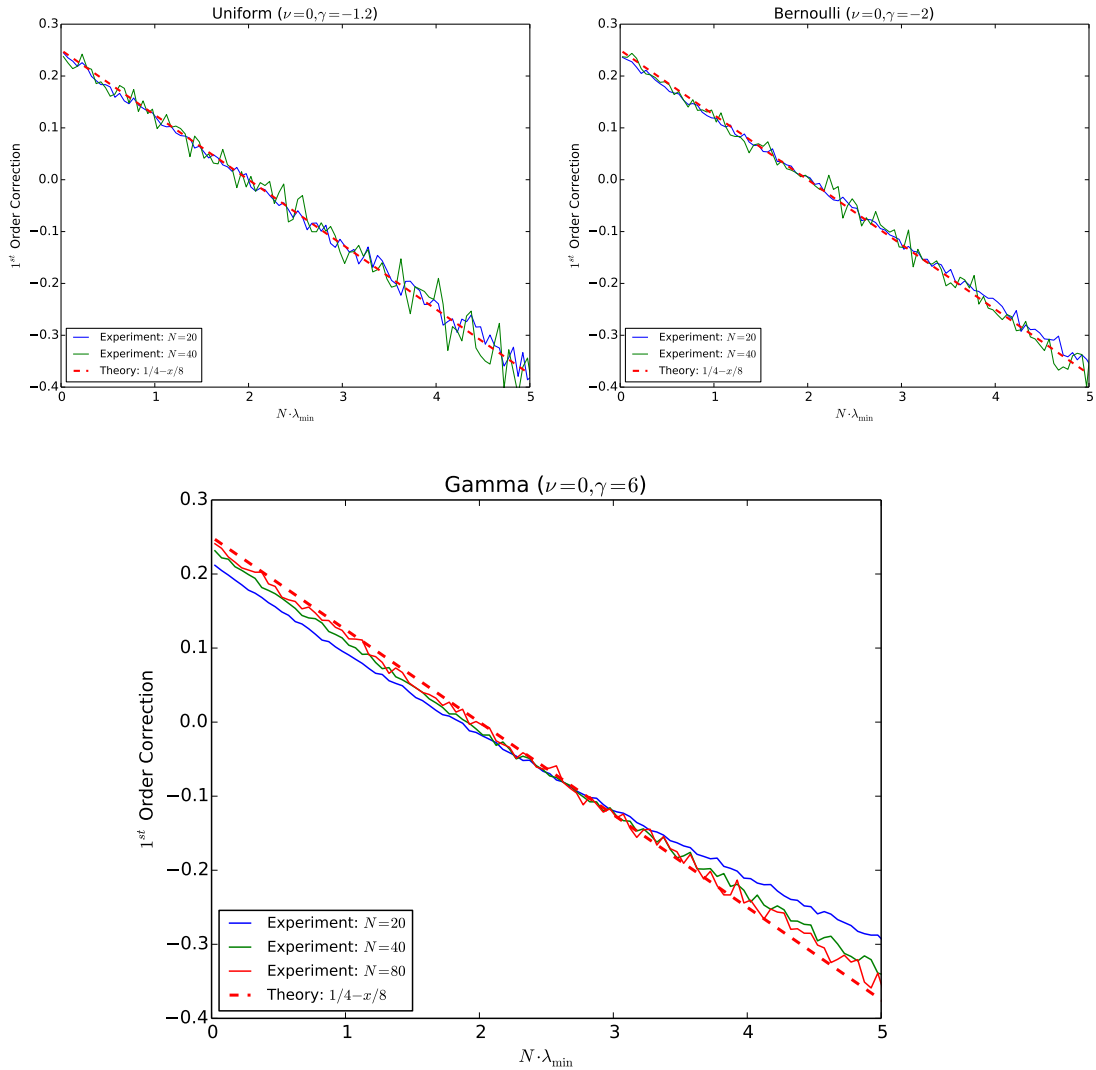 Uniform (ν=0,γ=−1.2)
1st Order Correction
0.3
0.2
0.1
0.0
−0.1
−0.2
−0.3
−0.4
Experiment: N=20
Experiment: N=40
Theory: 1/4−x/8
0 1 2 3 4 5
N·λmin
Bernoulli (ν=0,γ=−2)
1st Order Correction
0.3
0.2
0.1
0.0
−0.1
−0.2
−0.3
−0.4
Experiment: N=20
Experiment: N=40
Theory: 1/4−x/8
0 1 2 3 4 5
N·λmin
Gamma (ν=0,γ=6)
1st Order Correction
0.3
0.2
0.1
0.0
−0.1
−0.2
−0.3
−0.4
Experiment: N=20
Experiment: N=40
Experiment: N=80
Theory: 1/4−x/8
0 1 2 3 4 5
N·λmin